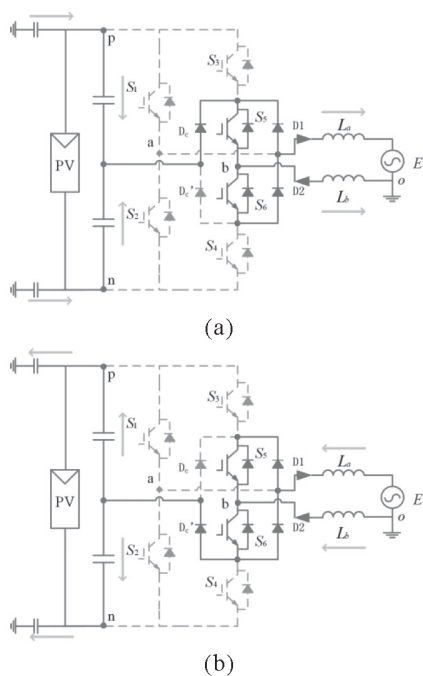 p
S3
S1
PV
a
Dc
S5
D1
La
E
b
o
Dc'
S2
S6
D2
Lb
S4
n
(a)
p
S3
S1
PV
a
Dc
S5
D1
La
E
b
o
Dc'
S2
S6
D2
Lb
S4
n
(b)